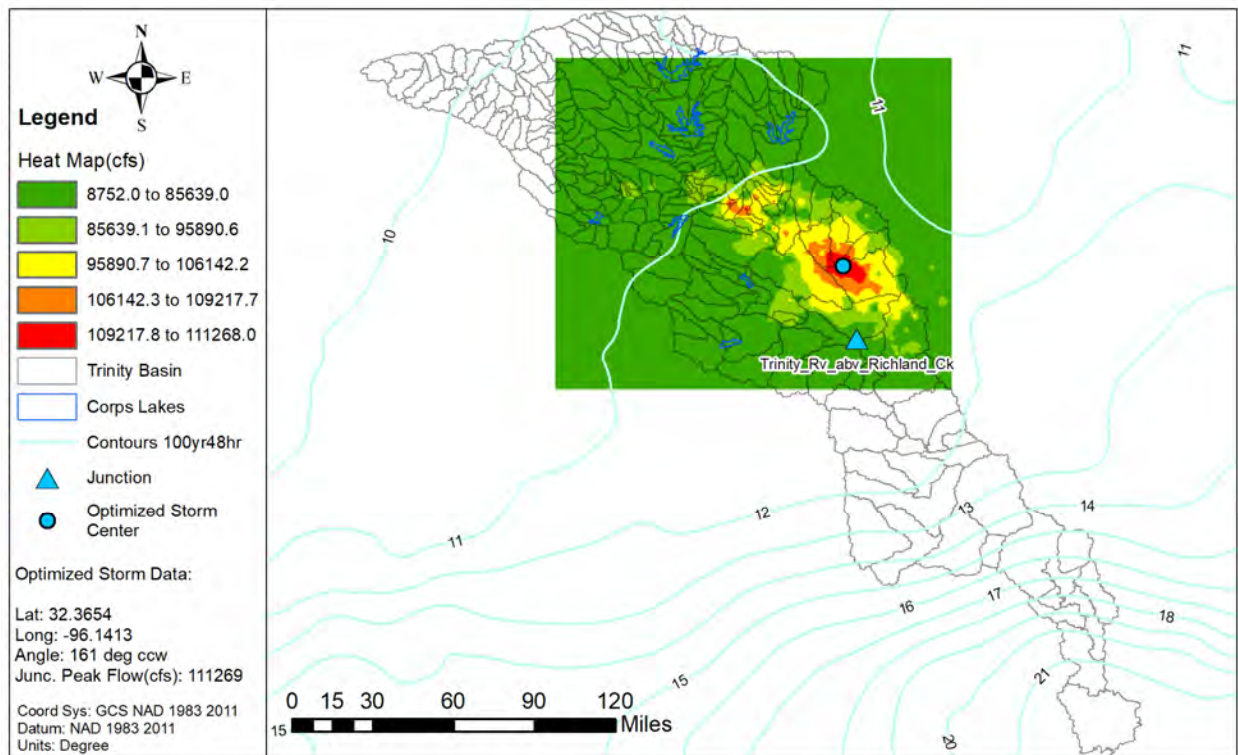 N
W E
S
Legend
Heat Map(cfs)
8752.0 to 85639.0
85639.1 to 95890.6
95890.7 to 106142.2
106142.3 to 109217.7
109217.8 to 111268.0
Trinity Basin
Corps Lakes
Contours 100yr48hr
Junction
Optimized Storm
Center
Optimized Storm Data:
Lat: 32.3654
Long: -96.1413
Angle: 161 deg ccw
Junc. Peak Flow(cfs): 111269
Coord Sys: GCS NAD 1983 2011
Datum: NAD 1983 2011
Units: Degree
11
11
10
Trinity_Rv_abv_Richland_Ck
12
13
14
11
16
17
18
15
21
20
15
0 15 30 60 90 120
Miles